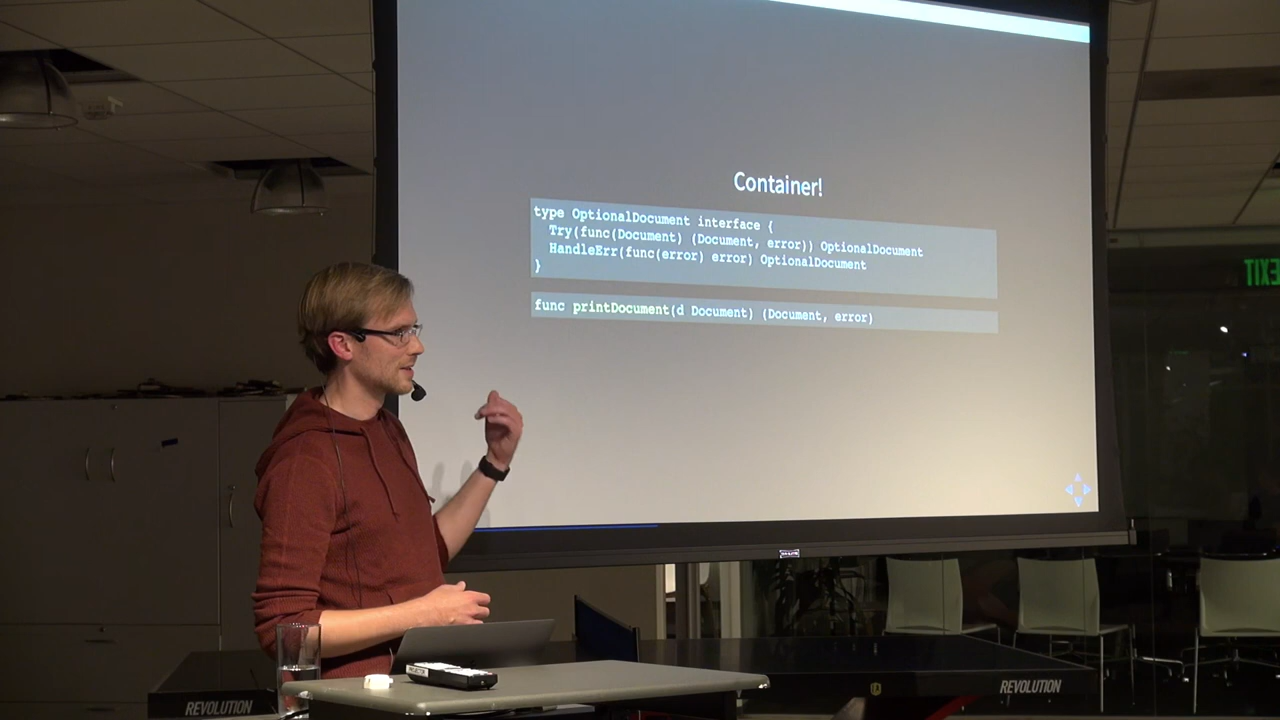 Container!
type OptionalDocument interface {
Try(func(Document) (Document, error)) OptionalDocument
HandleErr(func(error) error) OptionalDocument
}
func printDocument(d Document) (Document, error)
EXIT
REVOLUTION
REVOLUTION